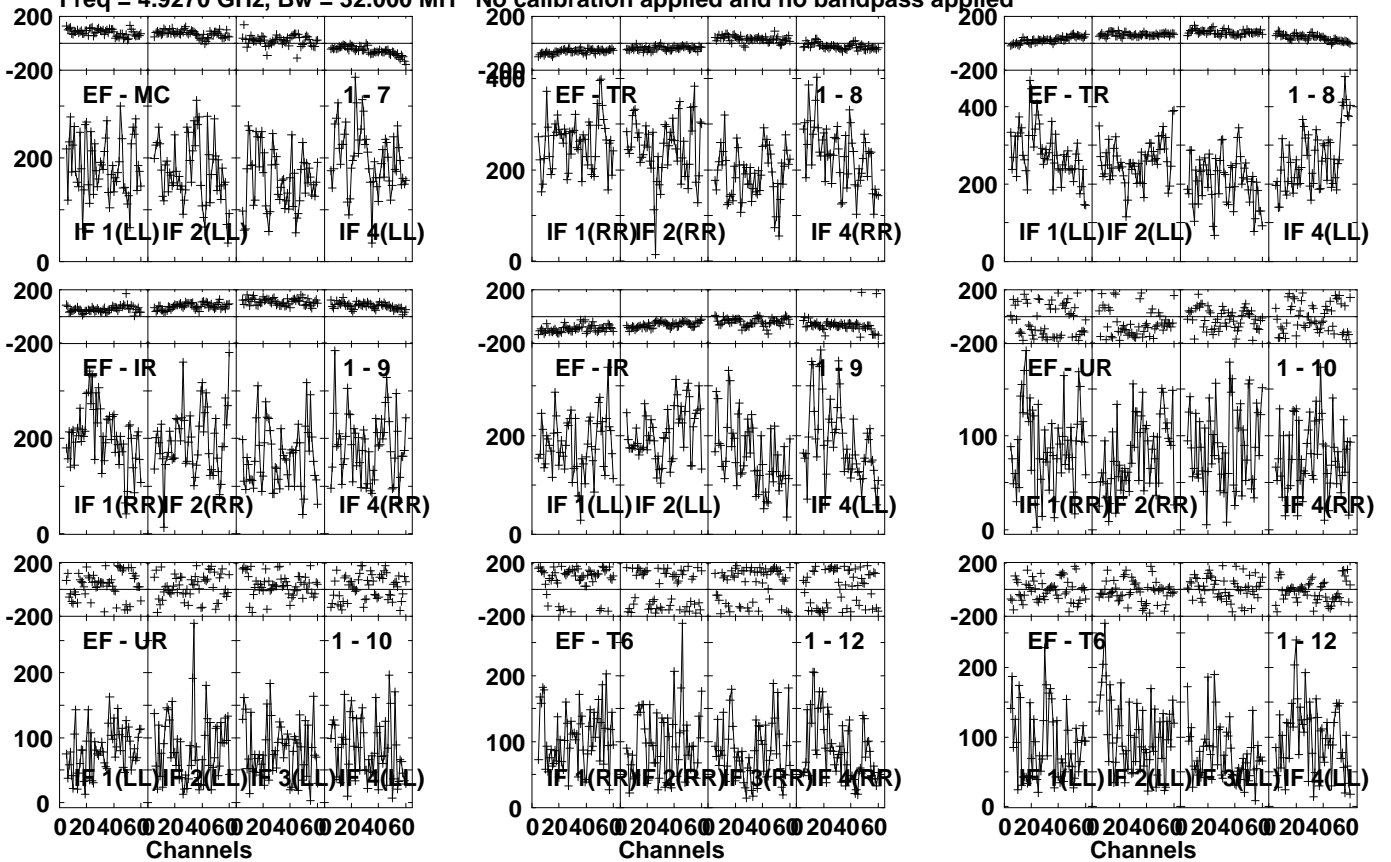 Freq = 4.9270 GHz, Bw = 32.000 MH No calibration applied and no bandpass applied
200 200 200
-200 -200 -200
EF - MC 1 - 7 EF - TR 1 - 8 EF - TR 1 - 8
400 400
200 200 200
IF 1(LL) IF 2(LL) IF 4(LL) IF 1(RR) IF 2(RR) IF 4(RR) IF 1(LL) IF 2(LL) IF 4(LL)
0 0 0
200 200 200
-200 -200 -200
EF - IR 1 - 9 EF - IR 1 - 9 EF - UR 1 - 10
200 200 100
IF 1(RR) IF 2(RR) IF 4(RR) IF 1(LL) IF 2(LL) IF 4(LL) IF 1(RR) IF 2(RR) IF 4(RR)
0 0 0
200 200 200
-200 -200 -200
EF - UR 1 - 10 EF - T6 1 - 12 EF - T6 1 - 12
200 200 200
100 100 100
IF 1(LL) IF 2(LL) IF 3(LL) IF 4(LL) IF 1(RR) IF 2(RR) IF 3(RR) IF 4(RR) IF 1(LL) IF 2(LL) IF 3(LL) IF 4(LL)
0 0 0
0 20 40 60 0 20 40 60 0 20 40 60 0 20 40 60 0 20 40 60 0 20 40 60 0 20 40 60 0 20 40 60 0 20 40 60 0 20 40 60 0 20 40 60 0 20 40 60
Channels Channels Channels